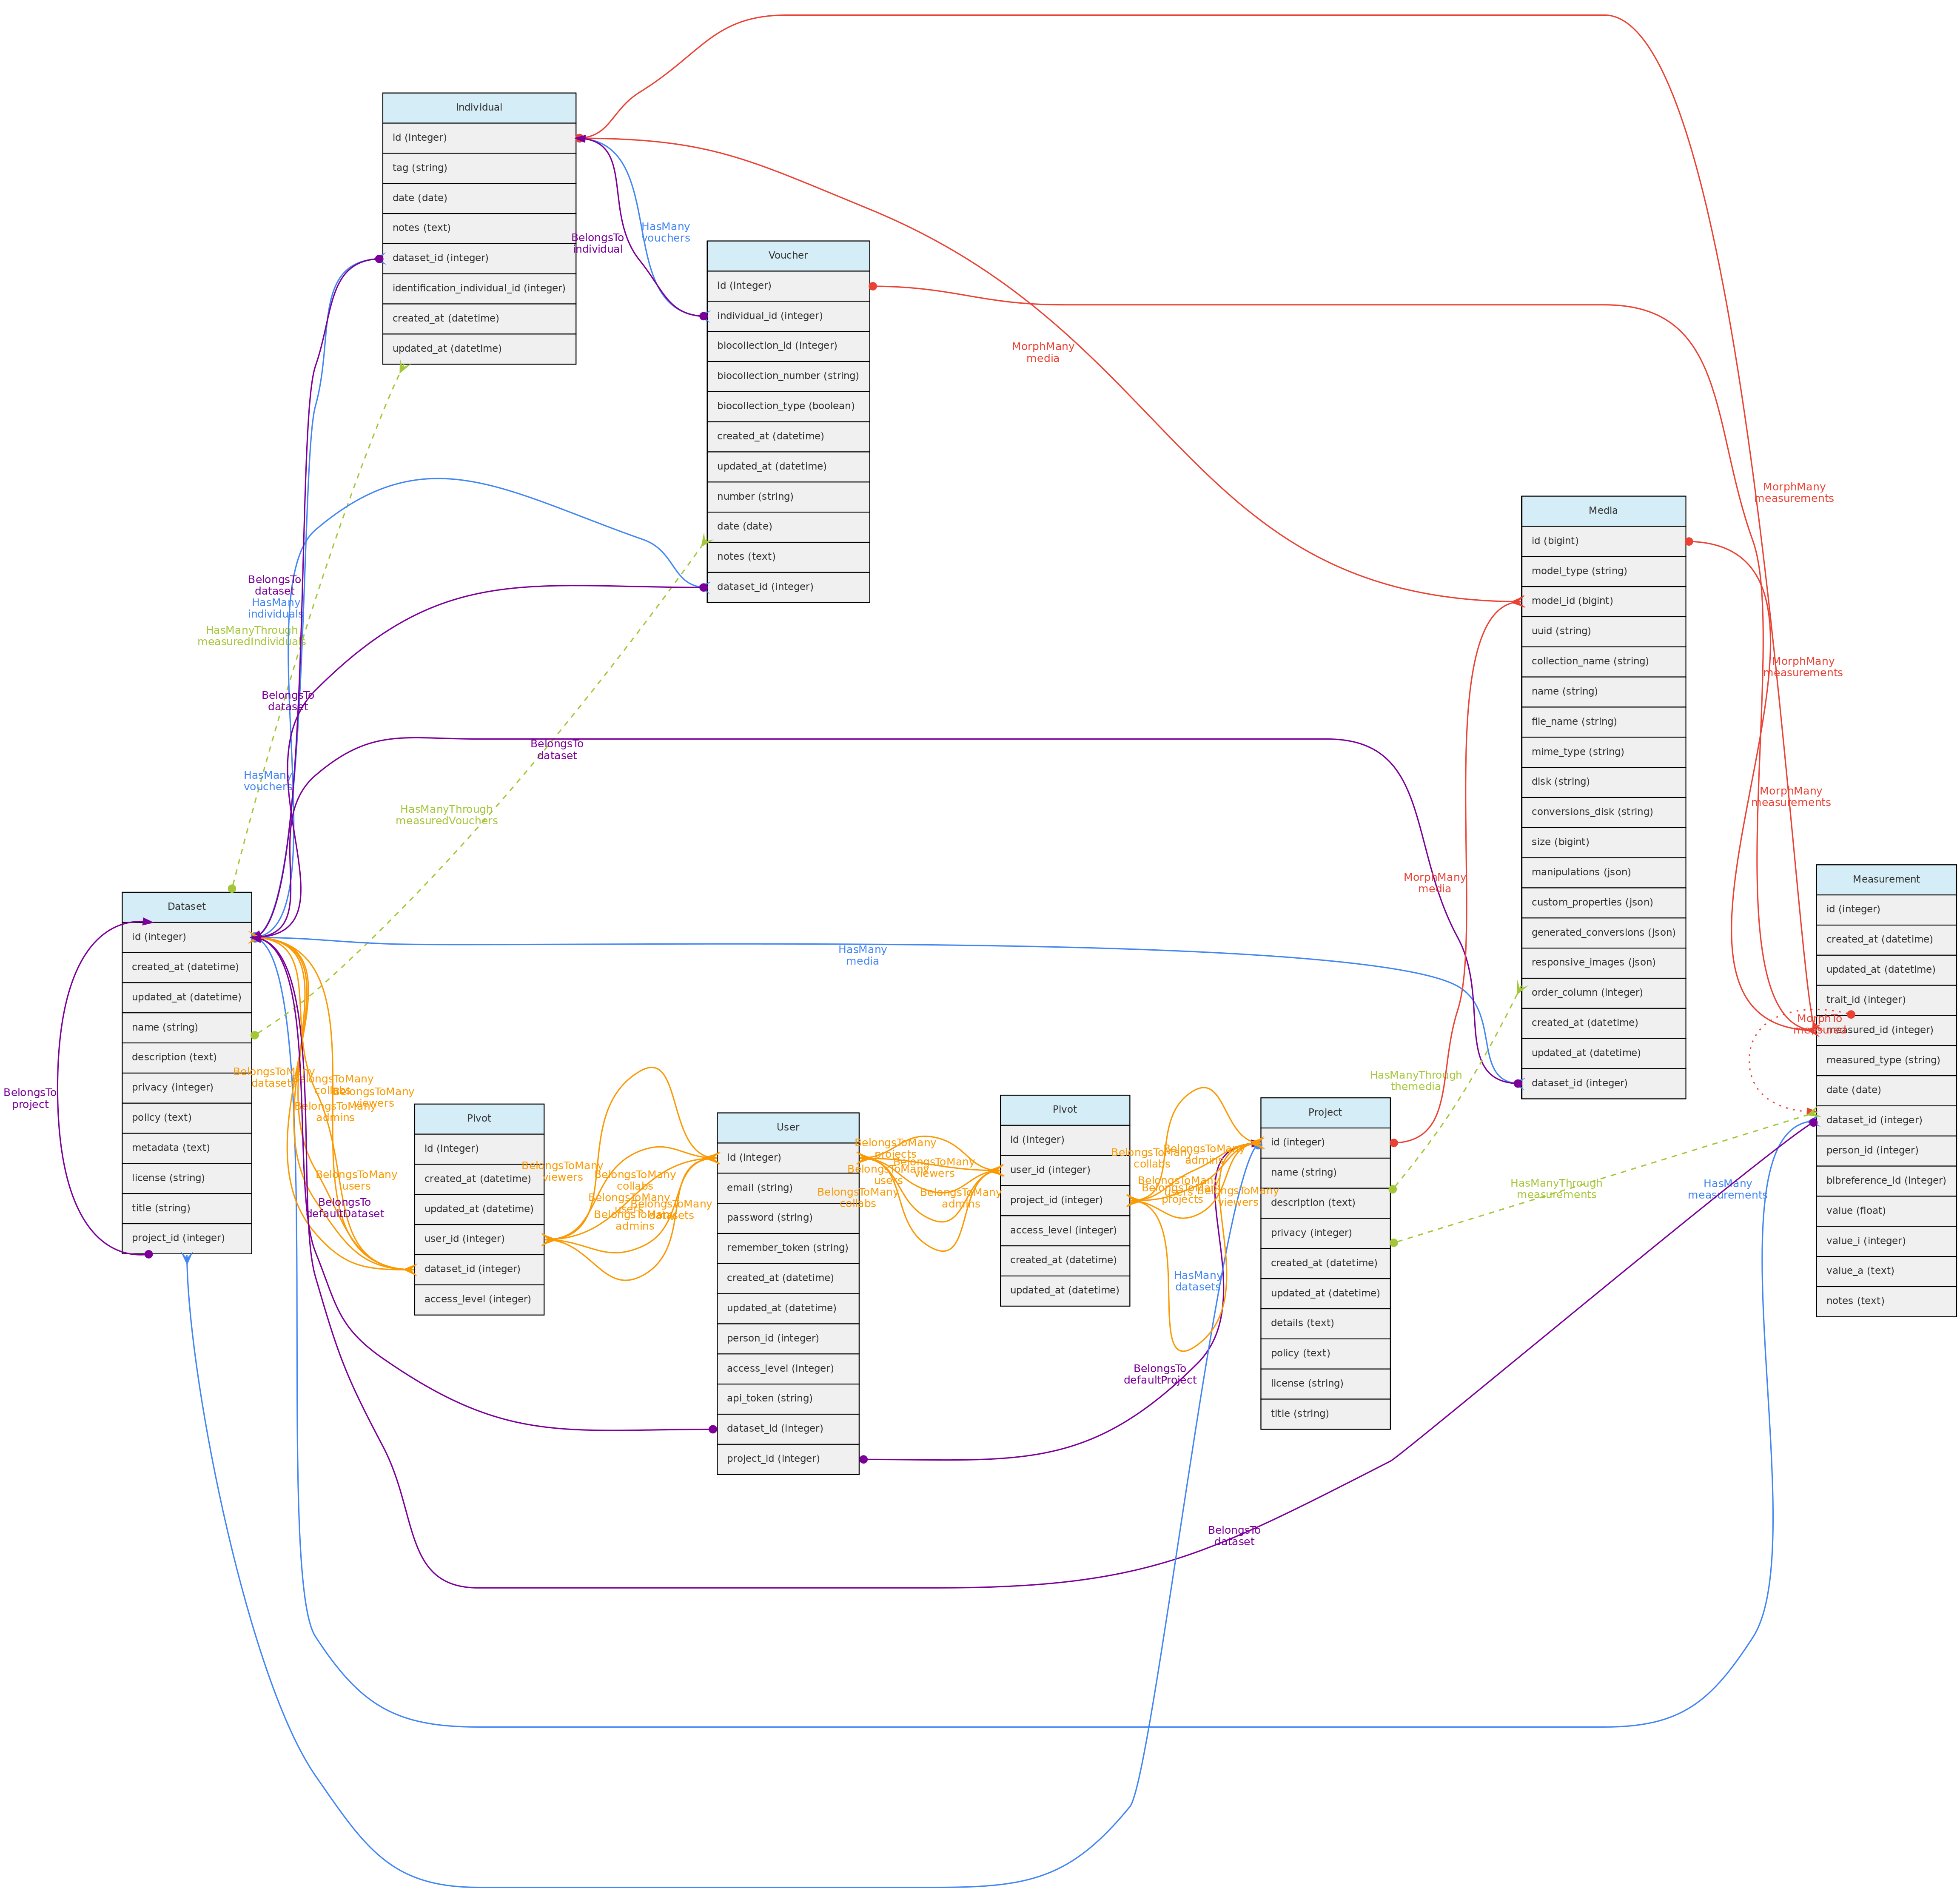 Individual
id (integer)
tag (string)
date (date)
notes (text)
dataset_id (integer)
identification_individual_id (integer)
created_at (datetime)
updated_at (datetime)
BelongsTo
individual
HasMany
vouchers
Voucher
id (integer)
individual_id (integer)
biocollection_id (integer)
biocollection_number (string)
biocollection_type (boolean)
created_at (datetime)
updated_at (datetime)
number (string)
date (date)
notes (text)
dataset_id (integer)
MorphMany
media
MorphMany
measurements
MorphMany
measurements
MorphMany
measurements
Media
id (bigint)
model_type (string)
model_id (bigint)
uuid (string)
collection_name (string)
name (string)
file_name (string)
mime_type (string)
disk (string)
conversions_disk (string)
size (bigint)
manipulations (json)
custom_properties (json)
generated_conversions (json)
responsive_images (json)
order_column (integer)
created_at (datetime)
updated_at (datetime)
dataset_id (integer)
BelongsTo
dataset
HasMany
individuals
HasManyThrough
measuredIndividuals
BelongsTo
dataset
BelongsTo
dataset
HasMany
vouchers
HasManyThrough
measuredVouchers
MorphMany
media
HasMany
media
Measurement
id (integer)
created_at (datetime)
updated_at (datetime)
trait_id (integer)
measured_id (integer)
measured_type (string)
date (date)
dataset_id (integer)
person_id (integer)
bibreference_id (integer)
value (float)
value_i (integer)
value_a (text)
notes (text)
MorphTo
measured
Dataset
id (integer)
created_at (datetime)
updated_at (datetime)
name (string)
description (text)
privacy (integer)
policy (text)
metadata (text)
license (string)
title (string)
project_id (integer)
BelongsTo
project
BelongsToMany
datasets
BelongsToMany
collabs
BelongsToMany
viewers
BelongsToMany
admins
BelongsToMany
users
BelongsTo
defaultDataset
Pivot
id (integer)
created_at (datetime)
updated_at (datetime)
user_id (integer)
dataset_id (integer)
access_level (integer)
BelongsToMany
viewers
BelongsToMany
collabs
BelongsToMany
users
BelongsToMany
datasets
BelongsToMany
admins
User
id (integer)
email (string)
password (string)
remember_token (string)
created_at (datetime)
updated_at (datetime)
person_id (integer)
access_level (integer)
api_token (string)
dataset_id (integer)
project_id (integer)
BelongsToMany
projects
BelongsToMany
viewers
BelongsToMany
users
BelongsToMany
collabs
BelongsToMany
admins
Pivot
id (integer)
user_id (integer)
project_id (integer)
access_level (integer)
created_at (datetime)
updated_at (datetime)
BelongsToMany
collabs
BelongsToMany
admins
BelongsToMany
users
BelongsToMany
projects
BelongsToMany
viewers
HasMany
datasets
BelongsTo
defaultProject
Project
id (integer)
name (string)
description (text)
privacy (integer)
created_at (datetime)
updated_at (datetime)
details (text)
policy (text)
license (string)
title (string)
HasManyThrough
themedia
HasManyThrough
measurements
HasMany
measurements
BelongsTo
dataset